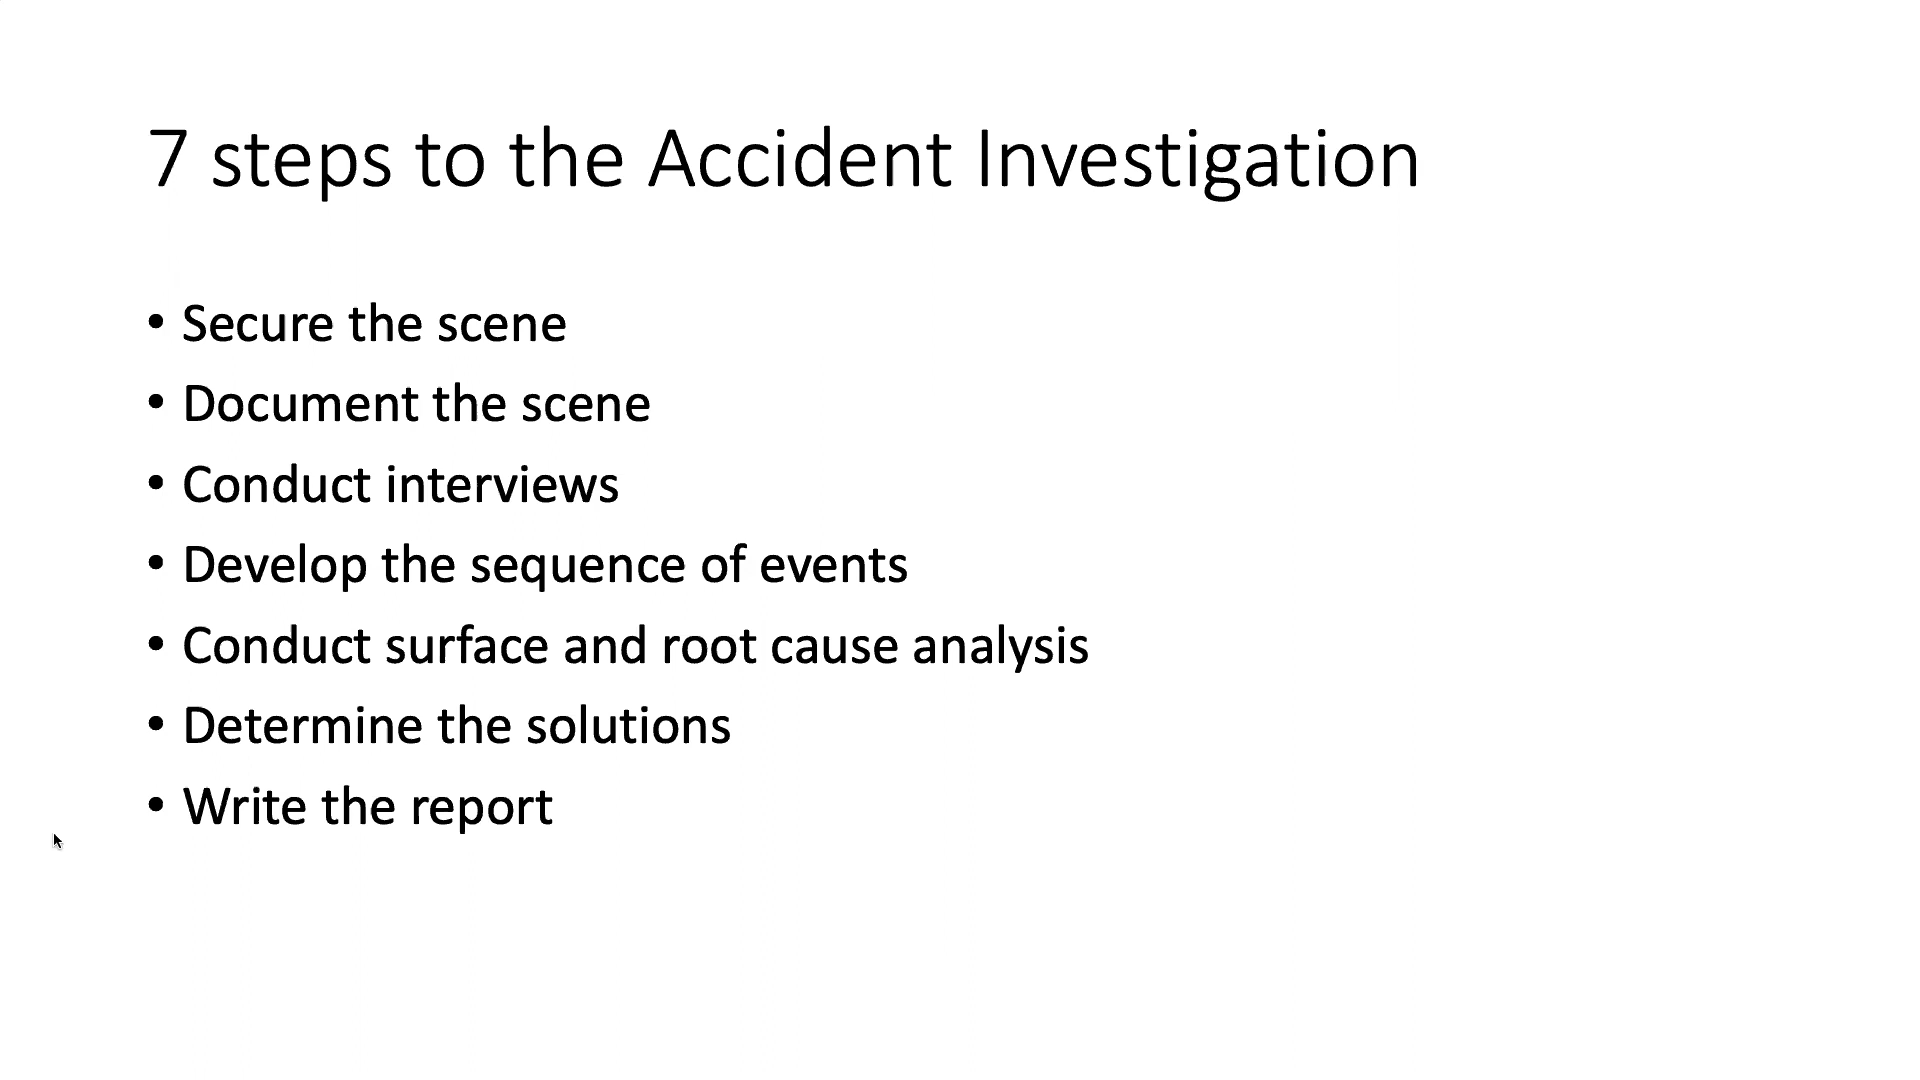 7 steps to the Accident Investigation
• Secure the scene
• Document the scene
• Conduct interviews
• Develop the sequence of events
• Conduct surface and root cause analysis
• Determine the solutions
• Write the report